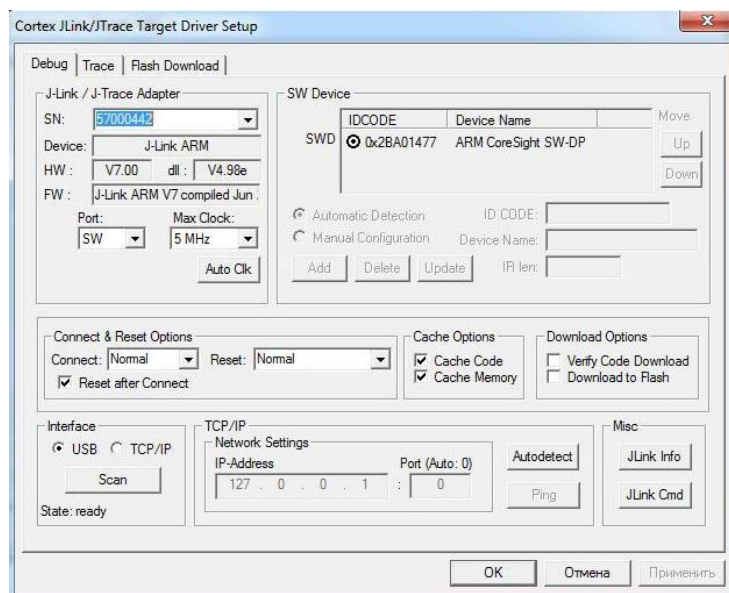 Cortex JLink/JTrace Target Driver Setup
Debug Trace Flash Download
J-Link / J-Trace Adapter
SN: 57000442
Device: J-Link ARM
HW : V7.00 dll : V4.98e
FW : J-Link ARM V7 compiled Jun
Port: Max Clock:
SW 5 MHz
Auto Clk
SW Device
IDCODE Device Name Move
SWD 0x2BA01477 ARM CoreSight SW-DP Up
Down
Automatic Detection ID CODE:
Manual Configuration Device Name:
Add Delete Update IR len:
Connect & Reset Options
Connect: Normal Reset: Normal
Reset after Connect
Cache Options
Cache Code
Cache Memory
Download Options
Verify Code Download
Download to Flash
Interface
USB TCP/IP
Scan
State: ready
TCP/IP
Network Settings
IP-Address Port (Auto: 0)
127 . 0 . 0 . 1 : 0
Autodetect
Ping
Misc
JLink Info
JLink Cmd
OK Отмена Применить